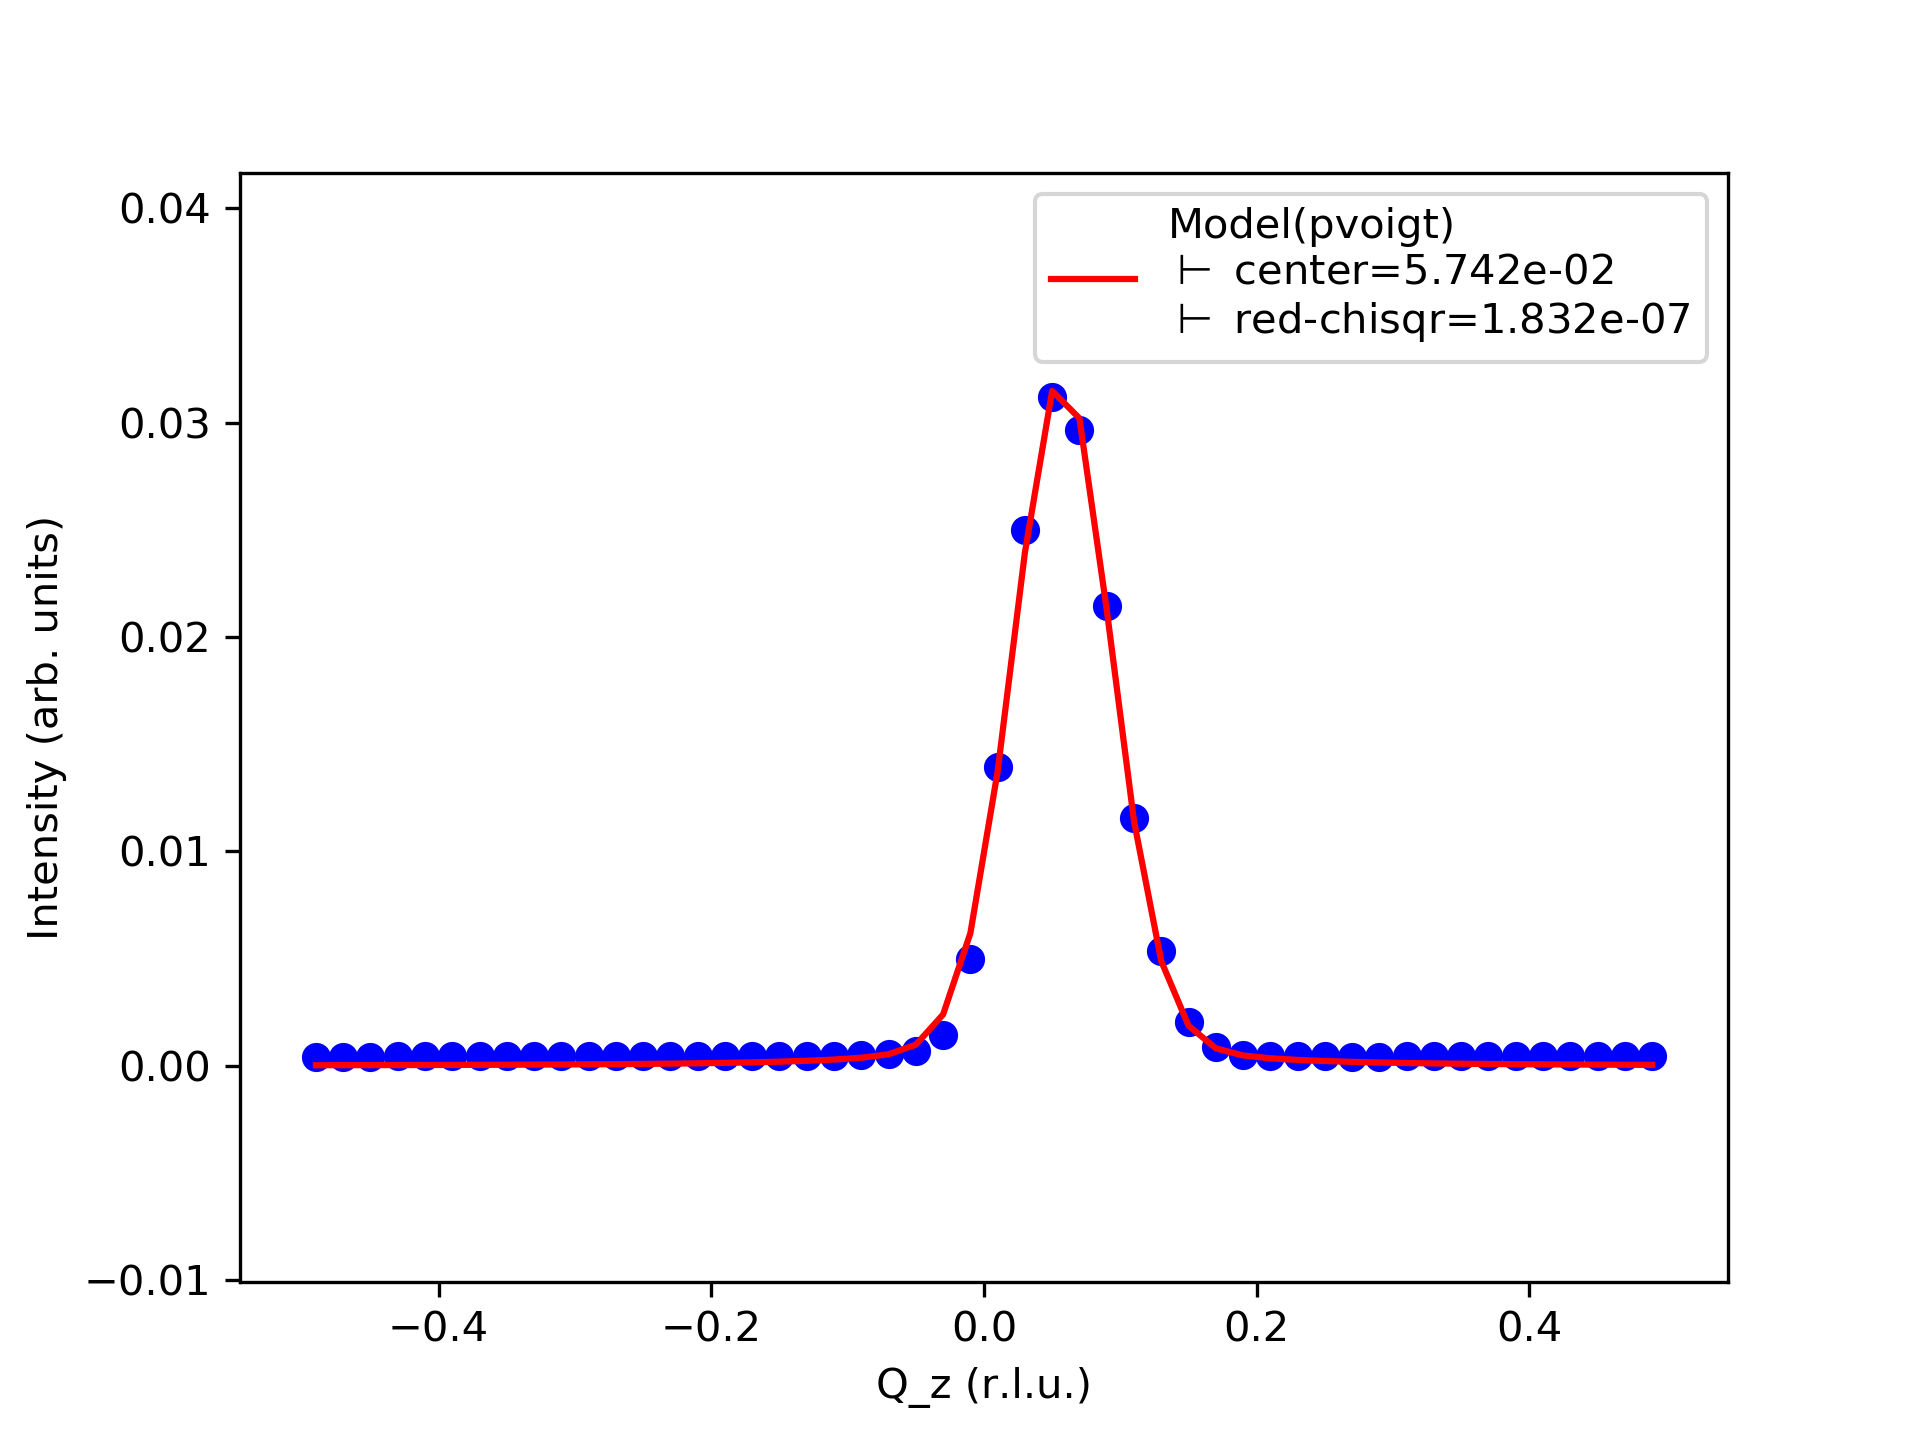 0.04
0.03
0.02
0.01
0.00
−0.01
−0.4
−0.2
0.0
0.2
0.4
Intensity (arb. units)
Q_z (r.l.u.)
Model(pvoigt)
⊢ center=5.742e-02
⊢ red-chisqr=1.832e-07